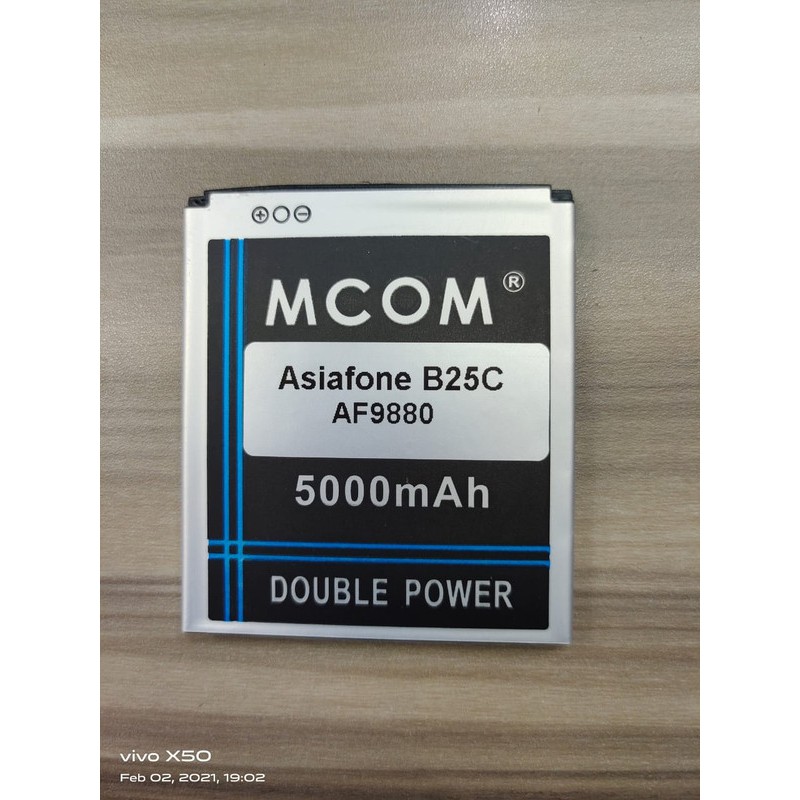 MCOM®
Asiafone B25C
AF9880
5000mAh
DOUBLE POWER
vivo X50
Feb 02, 2021, 19:02